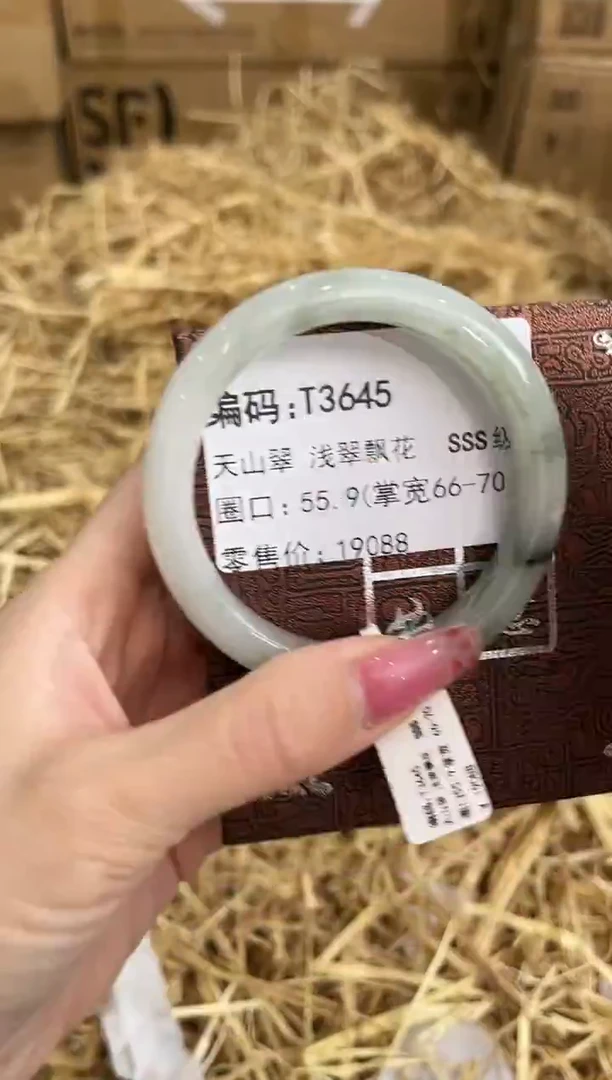 SF
编码:T3645
天山翠 浅翠飘花 SSS级
圈口: 55.9(掌宽66-70
零售价: 19088